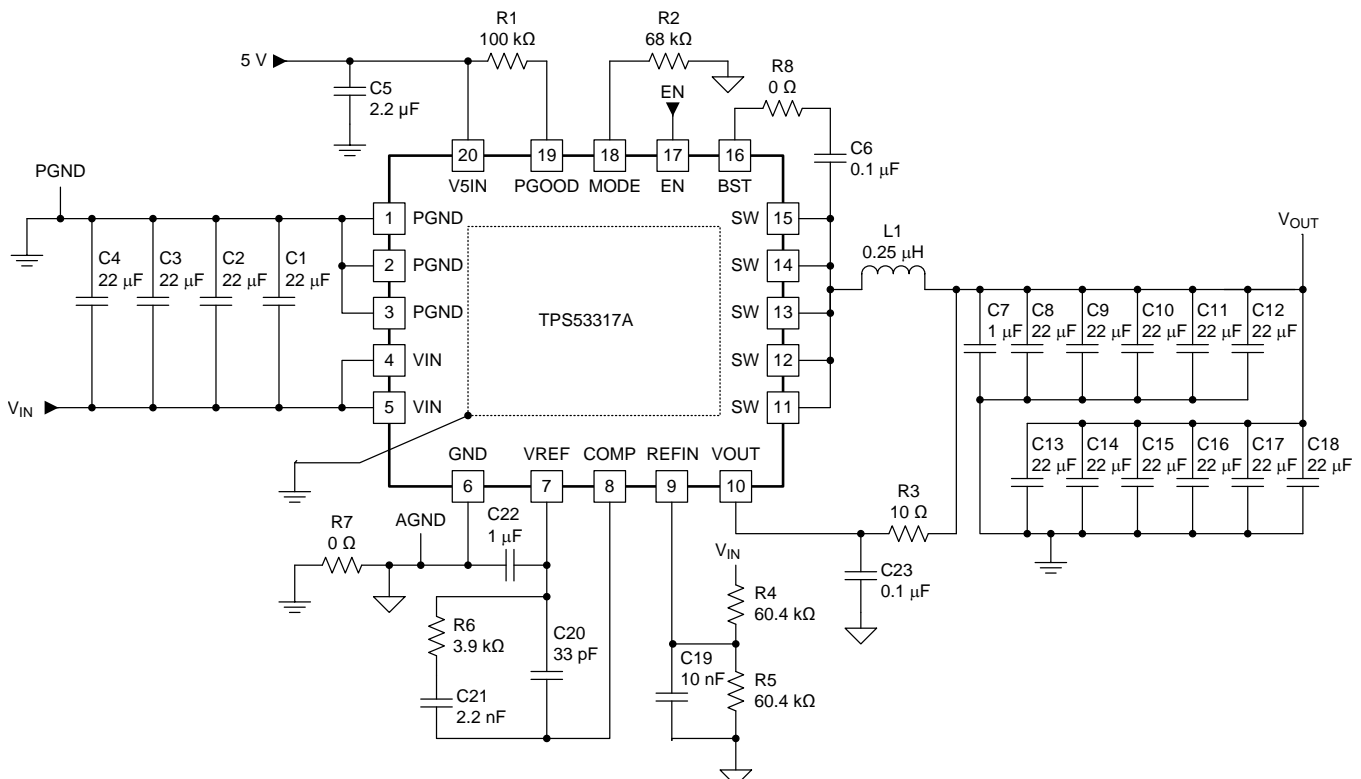 R1
100 kΩ
R2
68 kΩ
5 V
C5
2.2 µF
EN
R8
0 Ω
C6
0.1 µF
20
19
18
17
16
V5IN
PGOOD
MODE
EN
BST
PGND
1
PGND
2
PGND
3
PGND
4
VIN
5
VIN
C4
22 µF
C3
22 µF
C2
22 µF
C1
22 µF
VIN
TPS53317A
SW
15
SW
14
SW
13
SW
12
SW
11
L1
0.25 µH
VOUT
C7
1 µF
C8
22 µF
C9
22 µF
C10
22 µF
C11
22 µF
C12
22 µF
C13
22 µF
C14
22 µF
C15
22 µF
C16
22 µF
C17
22 µF
C18
22 µF
GND
VREF
COMP
REFIN
VOUT
6
7
8
9
10
R7
0 Ω
AGND
C22
1 µF
R3
10 Ω
C23
0.1 µF
VIN
R4
60.4 kΩ
R6
3.9 kΩ
C20
33 pF
C21
2.2 nF
C19
10 nF
R5
60.4 kΩ